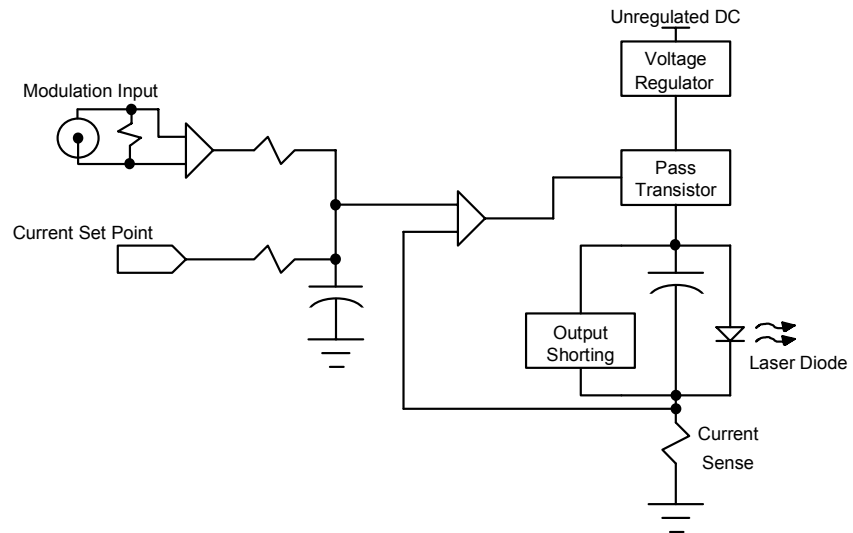 Unregulated DC
Voltage
Regulator
Modulation Input
Pass
Transistor
Current Set Point
Output
Shorting
Laser Diode
Current
Sense